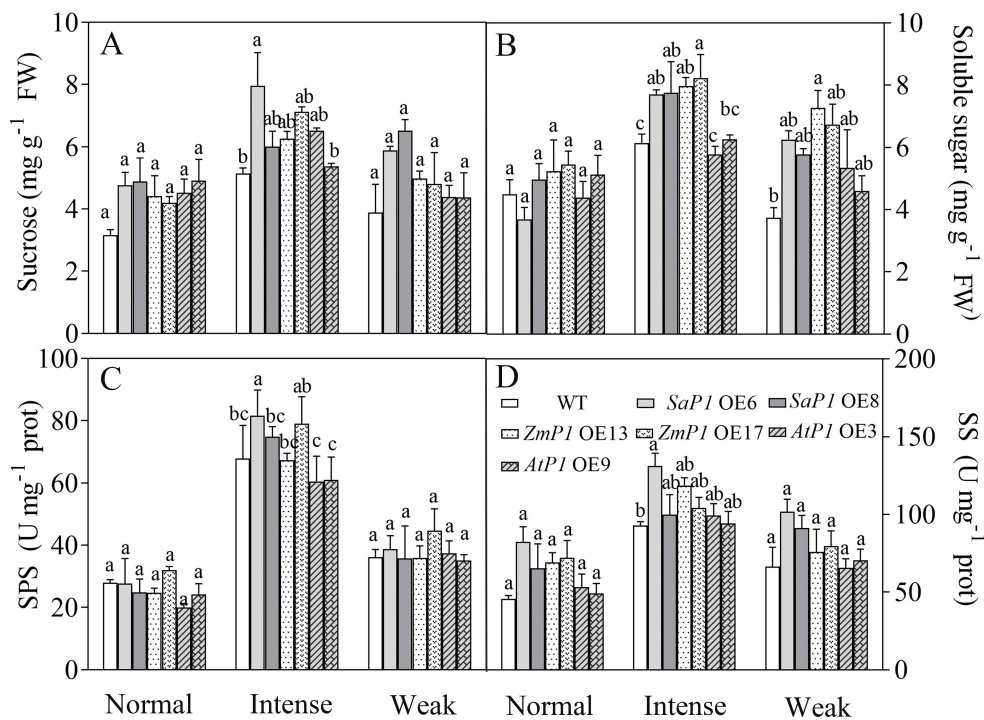 A
Sucrose (mg g⁻¹ FW)
10
8
6
4
2
0
a a a a a a a
b a ab ab ab ab b
a a a a a a a
B
Soluble sugar (mg g⁻¹ FW)
10
8
6
4
2
0
a a a a a a a
c ab ab ab a c bc
b ab ab a ab ab ab
C
SPS (U mg⁻¹ prot)
100
80
60
40
20
0
a a a a a a a
bc a bc bc ab c c
a a a a a a a
Normal Intense Weak
D
WT SaP1 OE6 SaP1 OE8
ZmP1 OE13 ZmP1 OE17 AtP1 OE3
AtP1 OE9
SS (U mg⁻¹ prot)
200
150
100
50
0
a a a a a a a
b a ab ab ab ab ab
a a a a a a a
Normal Intense Weak